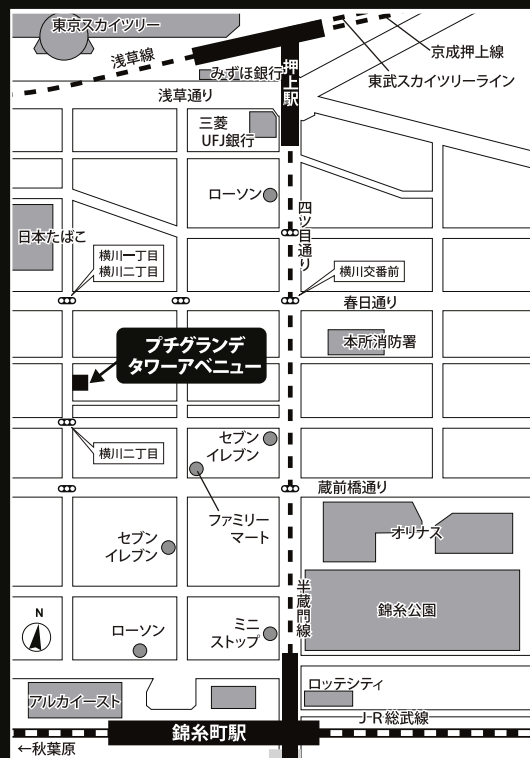 東京スカイツリー
浅草線
京成押上線
みずほ銀行
東武スカイツリーライン
押上駅
浅草通り
三菱
UFJ銀行
ローソン
四ツ目通り
日本たばこ
横川一丁目
横川二丁目
横川交番前
春日通り
プチグランデ
タワーアベニュー
本所消防署
セブン
イレブン
横川二丁目
蔵前橋通り
ファミリー
マート
オリナス
セブン
イレブン
半蔵門線
錦糸公園
N
ローソン
ミニ
ストップ
ロッテシティ
アルカイースト
J-R総武線
錦糸町駅
←秋葉原